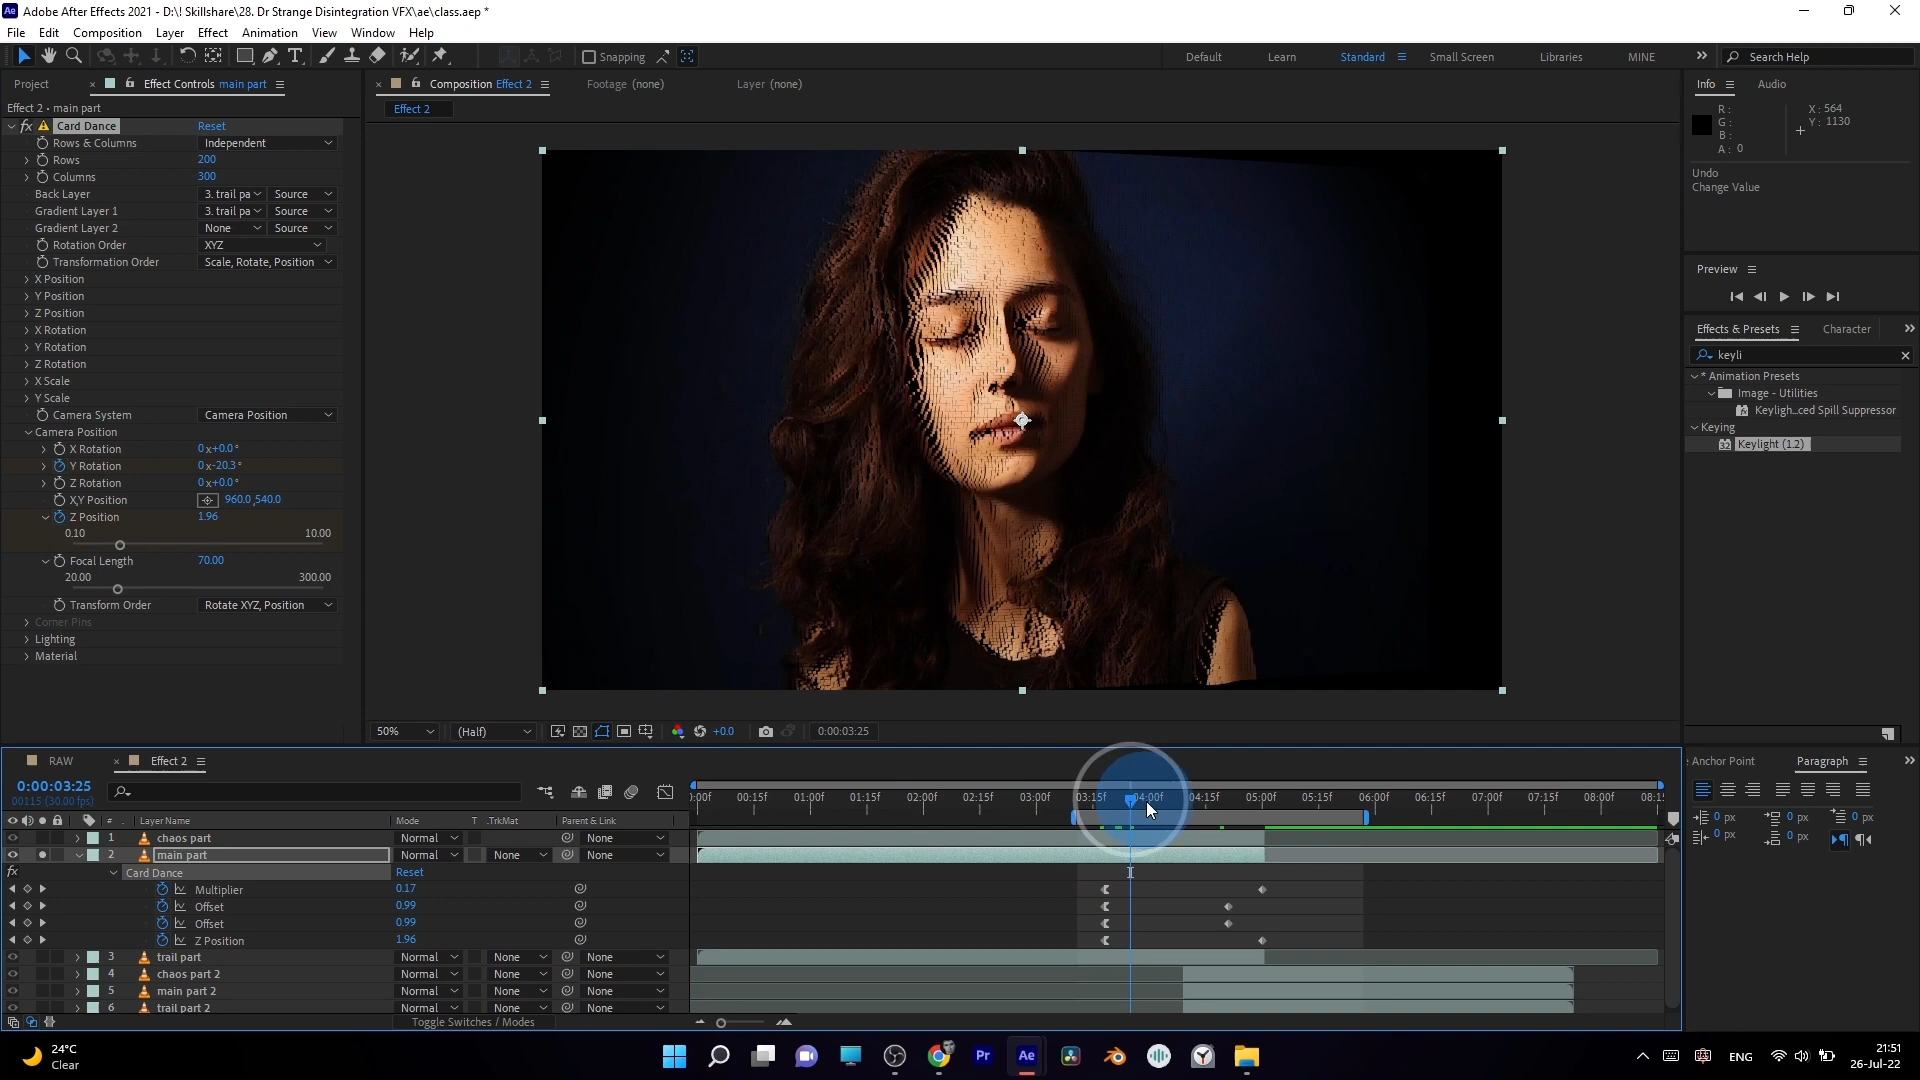 Adobe After Effects 2021 - D:\! Skillshare\28. Dr Strange Disintegration VFX\ae\class.aep *
File Edit Composition Layer Effect Animation View Window Help
Snapping
Default Learn Standard Small Screen Libraries MINE
Search Help
Project Effect Controls main part
Composition Effect 2 Footage (none) Layer (none)
Info Audio
Effect 2 • main part
Effect 2
R: X: 564
G: Y: 1130
B:
A: 0
Undo
Change Value
fx Card Dance Reset
Rows & Columns Independent
Rows 200
Columns 300
Back Layer 3. trail pa Source
Gradient Layer 1 3. trail pa Source
Gradient Layer 2 None Source
Rotation Order XYZ
Transformation Order Scale, Rotate, Position
X Position
Y Position
Z Position
X Rotation
Y Rotation
Z Rotation
X Scale
Y Scale
Camera System Camera Position
Camera Position
X Rotation 0x+0.0°
Y Rotation 0x-20.3°
Z Rotation 0x+0.0°
X,Y Position 960.0,540.0
Z Position 1.96
0.10 10.00
Focal Length 70.00
20.00 300.00
Transform Order Rotate XYZ, Position
Corner Pins
Lighting
Material
Preview
Effects & Presets Character
keyli
* Animation Presets
Image - Utilities
Keyligh...ced Spill Suppressor
Keying
Keylight (1.2)
50% (Half) +0.0 0:00:03:25
RAW Effect 2
0:00:03:25
00115 (30.00 fps)
:00f 00:15f 01:00f 01:15f 02:00f 02:15f 03:00f 03:15f 04:00f 04:15f 05:00f 05:15f 06:00f 06:15f 07:00f 07:15f 08:00f 08:1
# Layer Name Mode T .TrkMat Parent & Link
1 chaos part Normal None
2 main part Normal None None
fx Card Dance Reset
Multiplier 0.17
Offset 0.99
Offset 0.99
Z Position 1.96
3 trail part Normal None None
4 chaos part 2 Normal None None
5 main part 2 Normal None None
6 trail part 2 Normal None None
Toggle Switches / Modes
Anchor Point Paragraph
0 px 0 px 0 px
0 px 0 px
24°C
Clear
Pr Ae
ENG
21:51
26-Jul-22